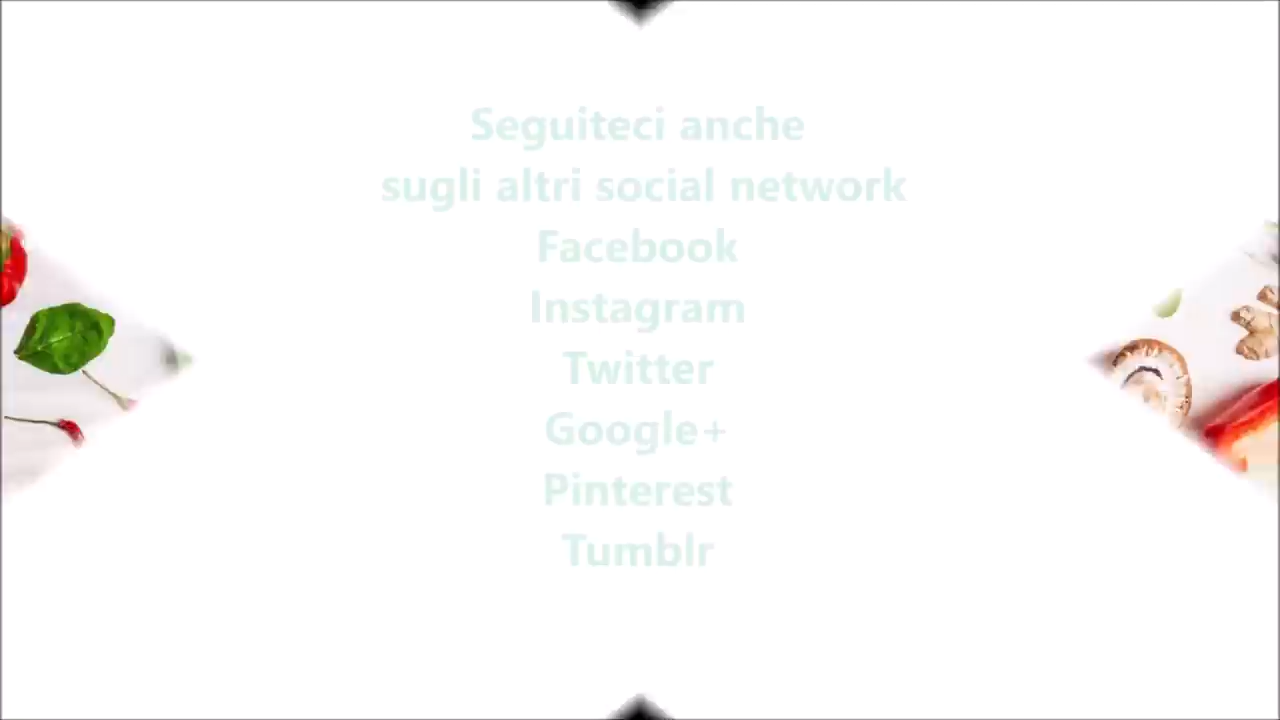 Seguiteci anche
sugli altri social network
Facebook
Instagram
Twitter
Google+
Pinterest
Tumblr